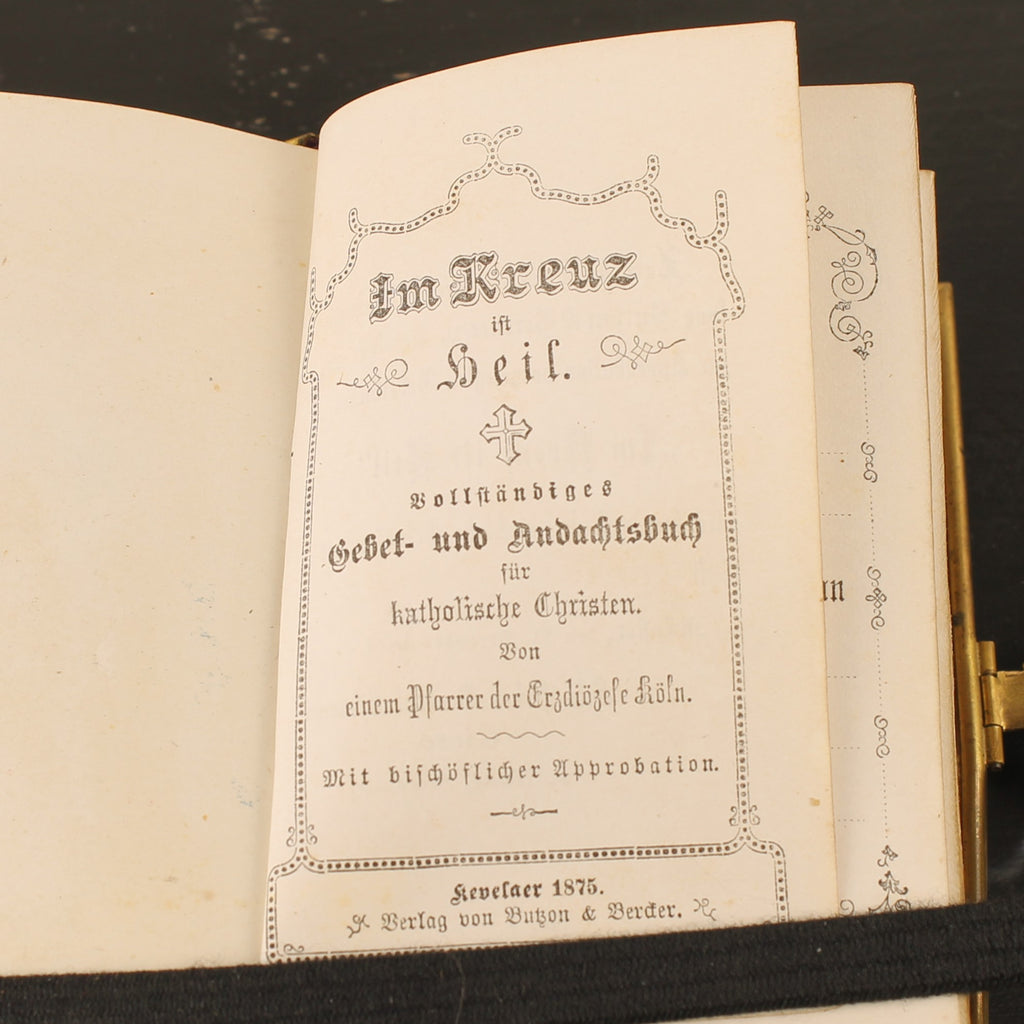 Im Kreuz
ist
Heil.
Vollständiges
Gebet- und Andachtsbuch
für
katholische Christen.
Von
einem Pfarrer der Erzdiözese Köln.
Mit bischöflicher Approbation.
Kevelaer 1875.
Verlag von Butzon & Bercker.